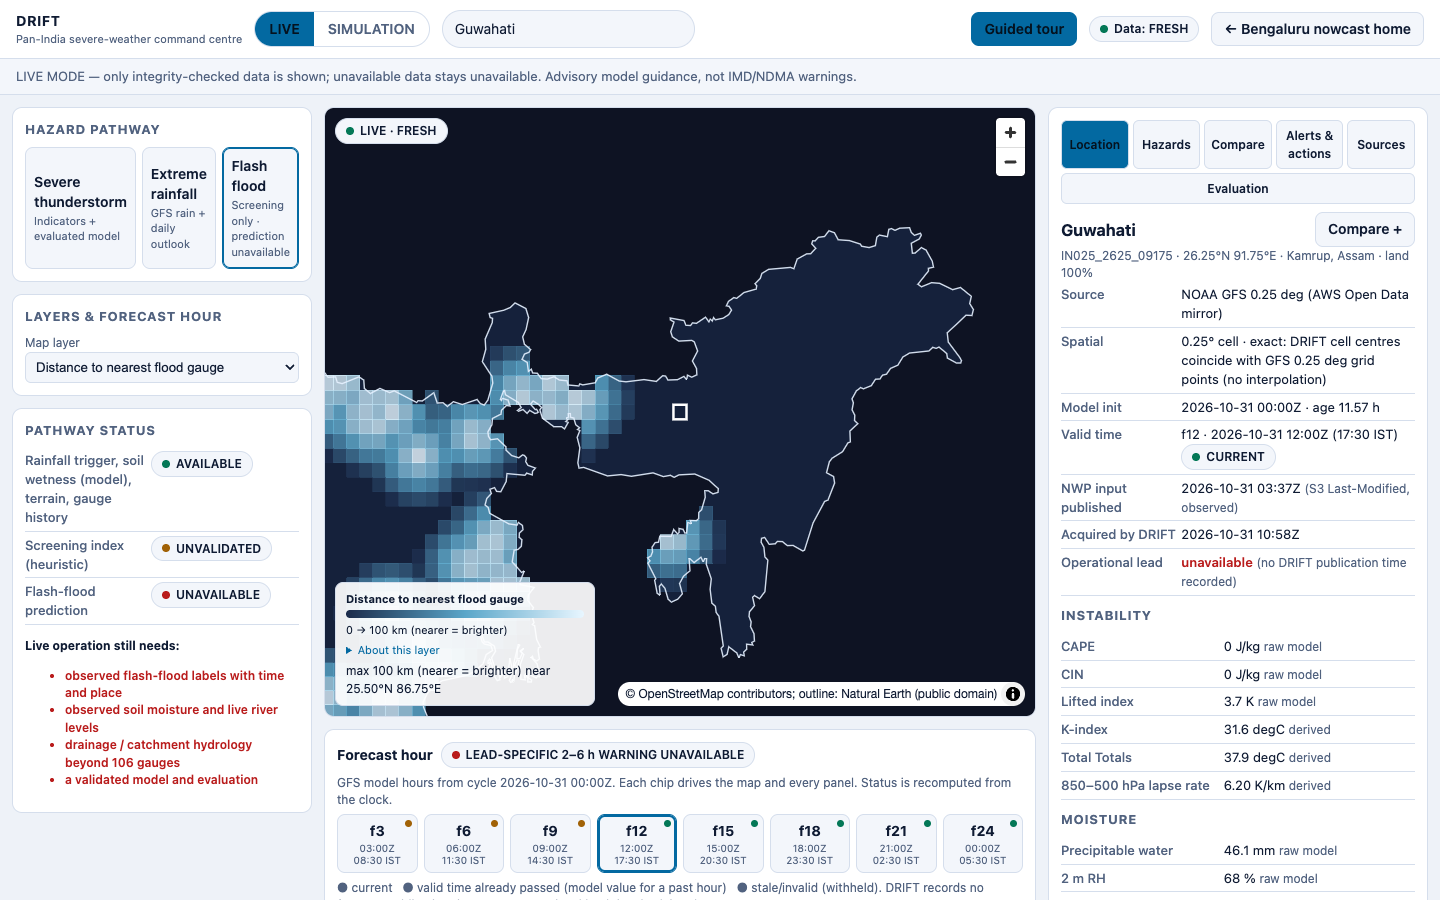 DRIFT
Pan-India severe-weather command centre
LIVE
SIMULATION
Guwahati
Guided tour
Data: FRESH
← Bengaluru nowcast home
LIVE MODE — only integrity-checked data is shown; unavailable data stays unavailable. Advisory model guidance, not IMD/NDMA warnings.
HAZARD PATHWAY
Severe
thunderstorm
Indicators +
evaluated model
Extreme
rainfall
GFS rain +
daily
outlook
Flash
flood
Screening
only ·
prediction
unavailable
LAYERS & FORECAST HOUR
Map layer
Distance to nearest flood gauge
PATHWAY STATUS
Rainfall trigger, soil
wetness (model),
terrain, gauge
history
AVAILABLE
Screening index
(heuristic)
UNVALIDATED
Flash-flood
prediction
UNAVAILABLE
Live operation still needs:
• observed flash-flood labels with time
and place
• observed soil moisture and live river
levels
• drainage / catchment hydrology
beyond 106 gauges
• a validated model and evaluation
LIVE · FRESH
+
−
Distance to nearest flood gauge
0 → 100 km (nearer = brighter)
About this layer
max 100 km (nearer = brighter) near
25.50°N 86.75°E
© OpenStreetMap contributors; outline: Natural Earth (public domain)
Forecast hour
LEAD-SPECIFIC 2–6 h WARNING UNAVAILABLE
GFS model hours from cycle 2026-10-31 00:00Z. Each chip drives the map and every panel. Status is recomputed from
the clock.
f3
03:00Z
08:30 IST
f6
06:00Z
11:30 IST
f9
09:00Z
14:30 IST
f12
12:00Z
17:30 IST
f15
15:00Z
20:30 IST
f18
18:00Z
23:30 IST
f21
21:00Z
02:30 IST
f24
00:00Z
05:30 IST
current
valid time already passed (model value for a past hour)
stale/invalid (withheld). DRIFT records no
Location
Hazards
Compare
Alerts &
actions
Sources
Evaluation
Guwahati
Compare +
IN025_2625_09175 · 26.25°N 91.75°E · Kamrup, Assam · land
100%
Source
NOAA GFS 0.25 deg (AWS Open Data
mirror)
Spatial
0.25° cell · exact: DRIFT cell centres
coincide with GFS 0.25 deg grid
points (no interpolation)
Model init
2026-10-31 00:00Z · age 11.57 h
Valid time
f12 · 2026-10-31 12:00Z (17:30 IST)
CURRENT
NWP input
published
2026-10-31 03:37Z (S3 Last-Modified,
observed)
Acquired by DRIFT
2026-10-31 10:58Z
Operational lead
unavailable (no DRIFT publication time
recorded)
INSTABILITY
CAPE
0 J/kg raw model
CIN
0 J/kg raw model
Lifted index
3.7 K raw model
K-index
31.6 degC derived
Total Totals
37.9 degC derived
850–500 hPa lapse rate
6.20 K/km derived
MOISTURE
Precipitable water
46.1 mm raw model
2 m RH
68 % raw model